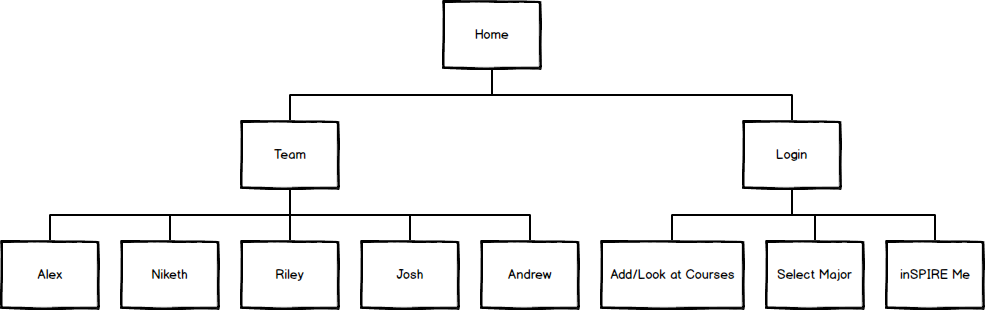 Home
Team
Login
Alex
Niketh
Riley
Josh
Andrew
Add/Look at Courses
Select Major
inSPIRE Me